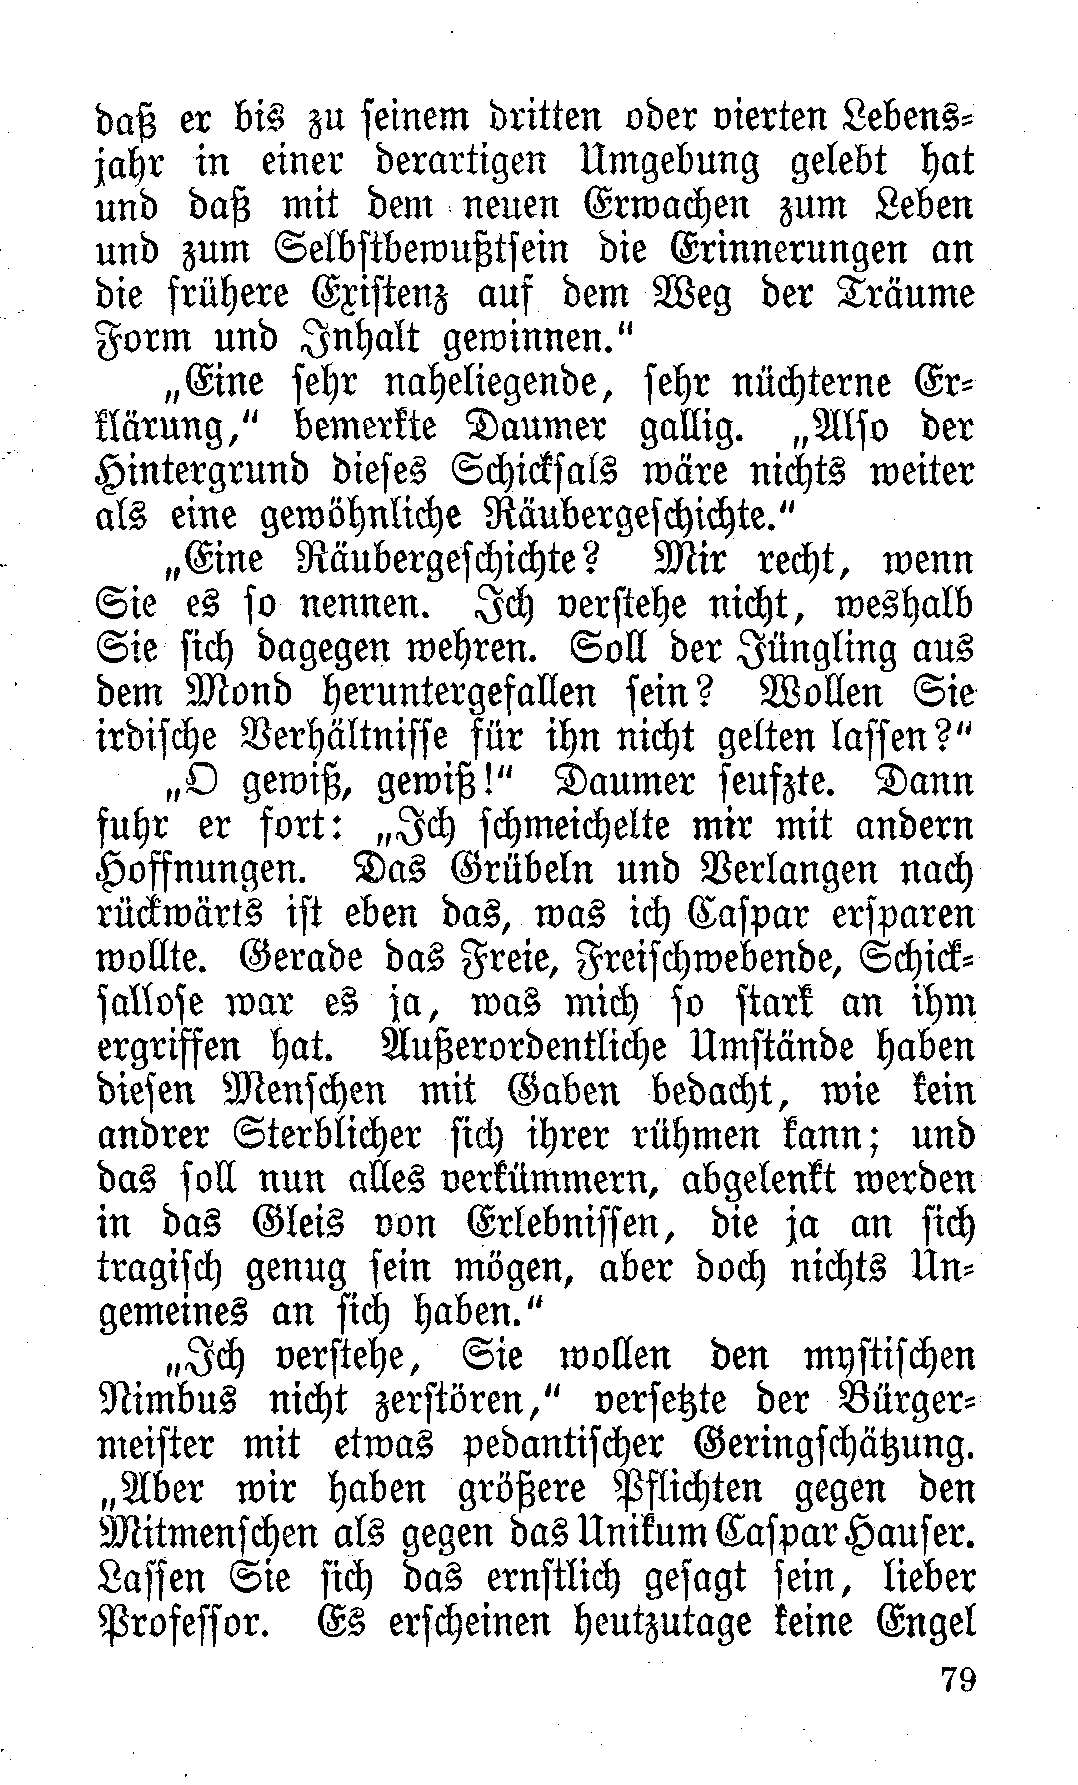 daß er bis zu seinem dritten oder vierten Lebens-
jahr in einer derartigen Umgebung gelebt hat
und daß mit dem neuen Erwachen zum Leben
und zum Selbstbewußtsein die Erinnerungen an
die frühere Existenz auf dem Weg der Träume
Form und Inhalt gewinnen.“
„Eine sehr naheliegende, sehr nüchterne Er-
klärung,“ bemerkte Daumer gallig. „Also der
Hintergrund dieses Schicksals wäre nichts weiter
als eine gewöhnliche Räubergeschichte.“
„Eine Räubergeschichte? Mir recht, wenn
Sie es so nennen. Ich verstehe nicht, weshalb
Sie sich dagegen wehren. Soll der Jüngling aus
dem Mond heruntergefallen sein? Wollen Sie
irdische Verhältnisse für ihn nicht gelten lassen?“
„O gewiß, gewiß!“ Daumer seufzte. Dann
fuhr er fort: „Ich schmeichelte mir mit andern
Hoffnungen. Das Grübeln und Verlangen nach
rückwärts ist eben das, was ich Caspar ersparen
wollte. Gerade das Freie, Freischwebende, Schick-
sallose war es ja, was mich so stark an ihm
ergriffen hat. Außerordentliche Umstände haben
diesen Menschen mit Gaben bedacht, wie kein
andrer Sterblicher sich ihrer rühmen kann; und
das soll nun alles verkümmern, abgelenkt werden
in das Gleis von Erlebnissen, die ja an sich
tragisch genug sein mögen, aber doch nichts Un-
gemeines an sich haben.“
„Ich verstehe, Sie wollen den mystischen
Nimbus nicht zerstören,“ versetzte der Bürger-
meister mit etwas pedantischer Geringschätzung.
„Aber wir haben größere Pflichten gegen den
Mitmenschen als gegen das Unikum Caspar Hauser.
Lassen Sie sich das ernstlich gesagt sein, lieber
Professor. Es erscheinen heutzutage keine Engel
79